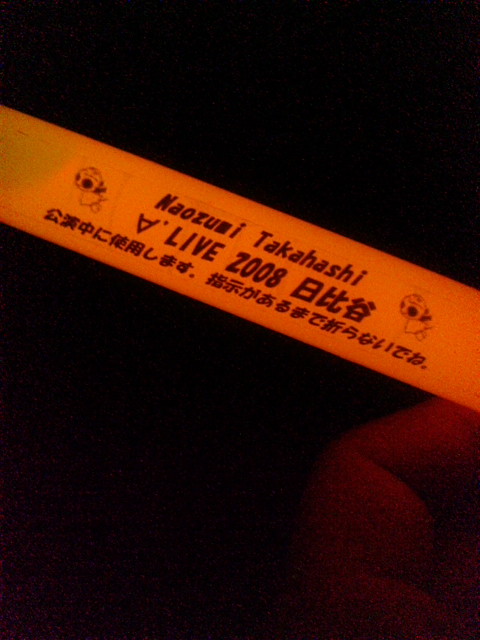 Naozumi Takahashi
∀'.LIVE 2008 日比谷
公演中に使用します。指示があるまで折らないでね。